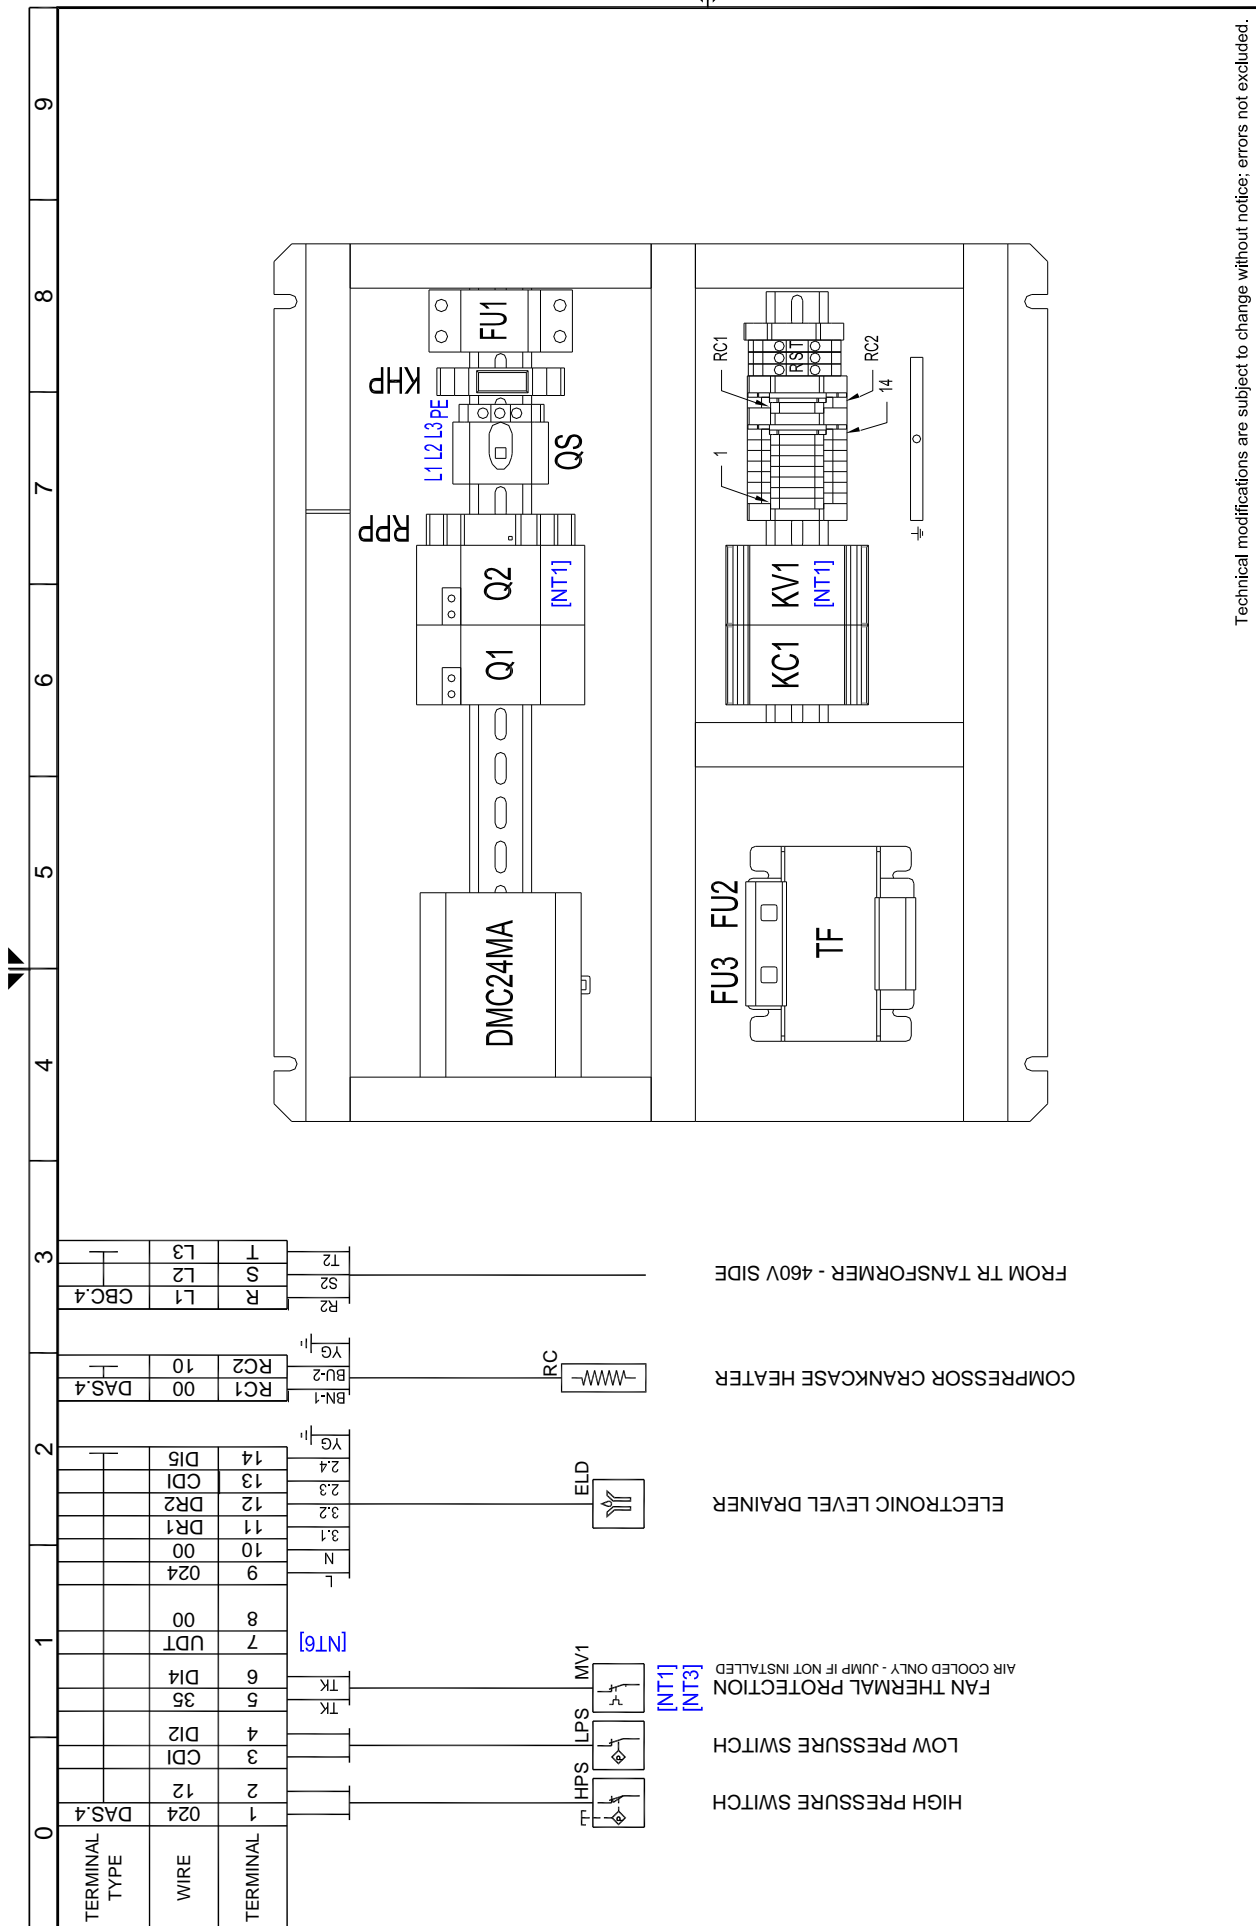 0 1 2 3 4 5 6 7 8 9
TERMINAL TYPE
DAS.4
DAS.4
CBC.4
WIRE
024
12
CDI
DI2
35
DI4
UDT
00
024
00
DR1
DR2
CDI
DI5
00
10
L1
L2
L3
TERMINAL
1
2
3
4
5
6
7
8
9
10
11
12
13
14
RC1
RC2
R
S
T
TK
TK
[NT6]
L
N
3.1
3.2
2.3
2.4
YG
BN-1
BU-2
YG
R2
S2
T2
HPS
LPS
MV1
ELD
RC
[NT1]
[NT3]
HIGH PRESSURE SWITCH
LOW PRESSURE SWITCH
FAN THERMAL PROTECTION
AIR COOLED ONLY - JUMP IF NOT INSTALLED
ELECTRONIC LEVEL DRAINER
COMPRESSOR CRANKCASE HEATER
FROM TR TANSFORMER - 460V SIDE
DMC24MA
Q1
Q2
[NT1]
RPP
L1 L2 L3 PE
QS
KHP
FU1
FU3 FU2
TF
KC1
KV1
[NT1]
1
14
RC1
RC2
R S T
Technical modifications are subject to change without notice; errors not excluded.